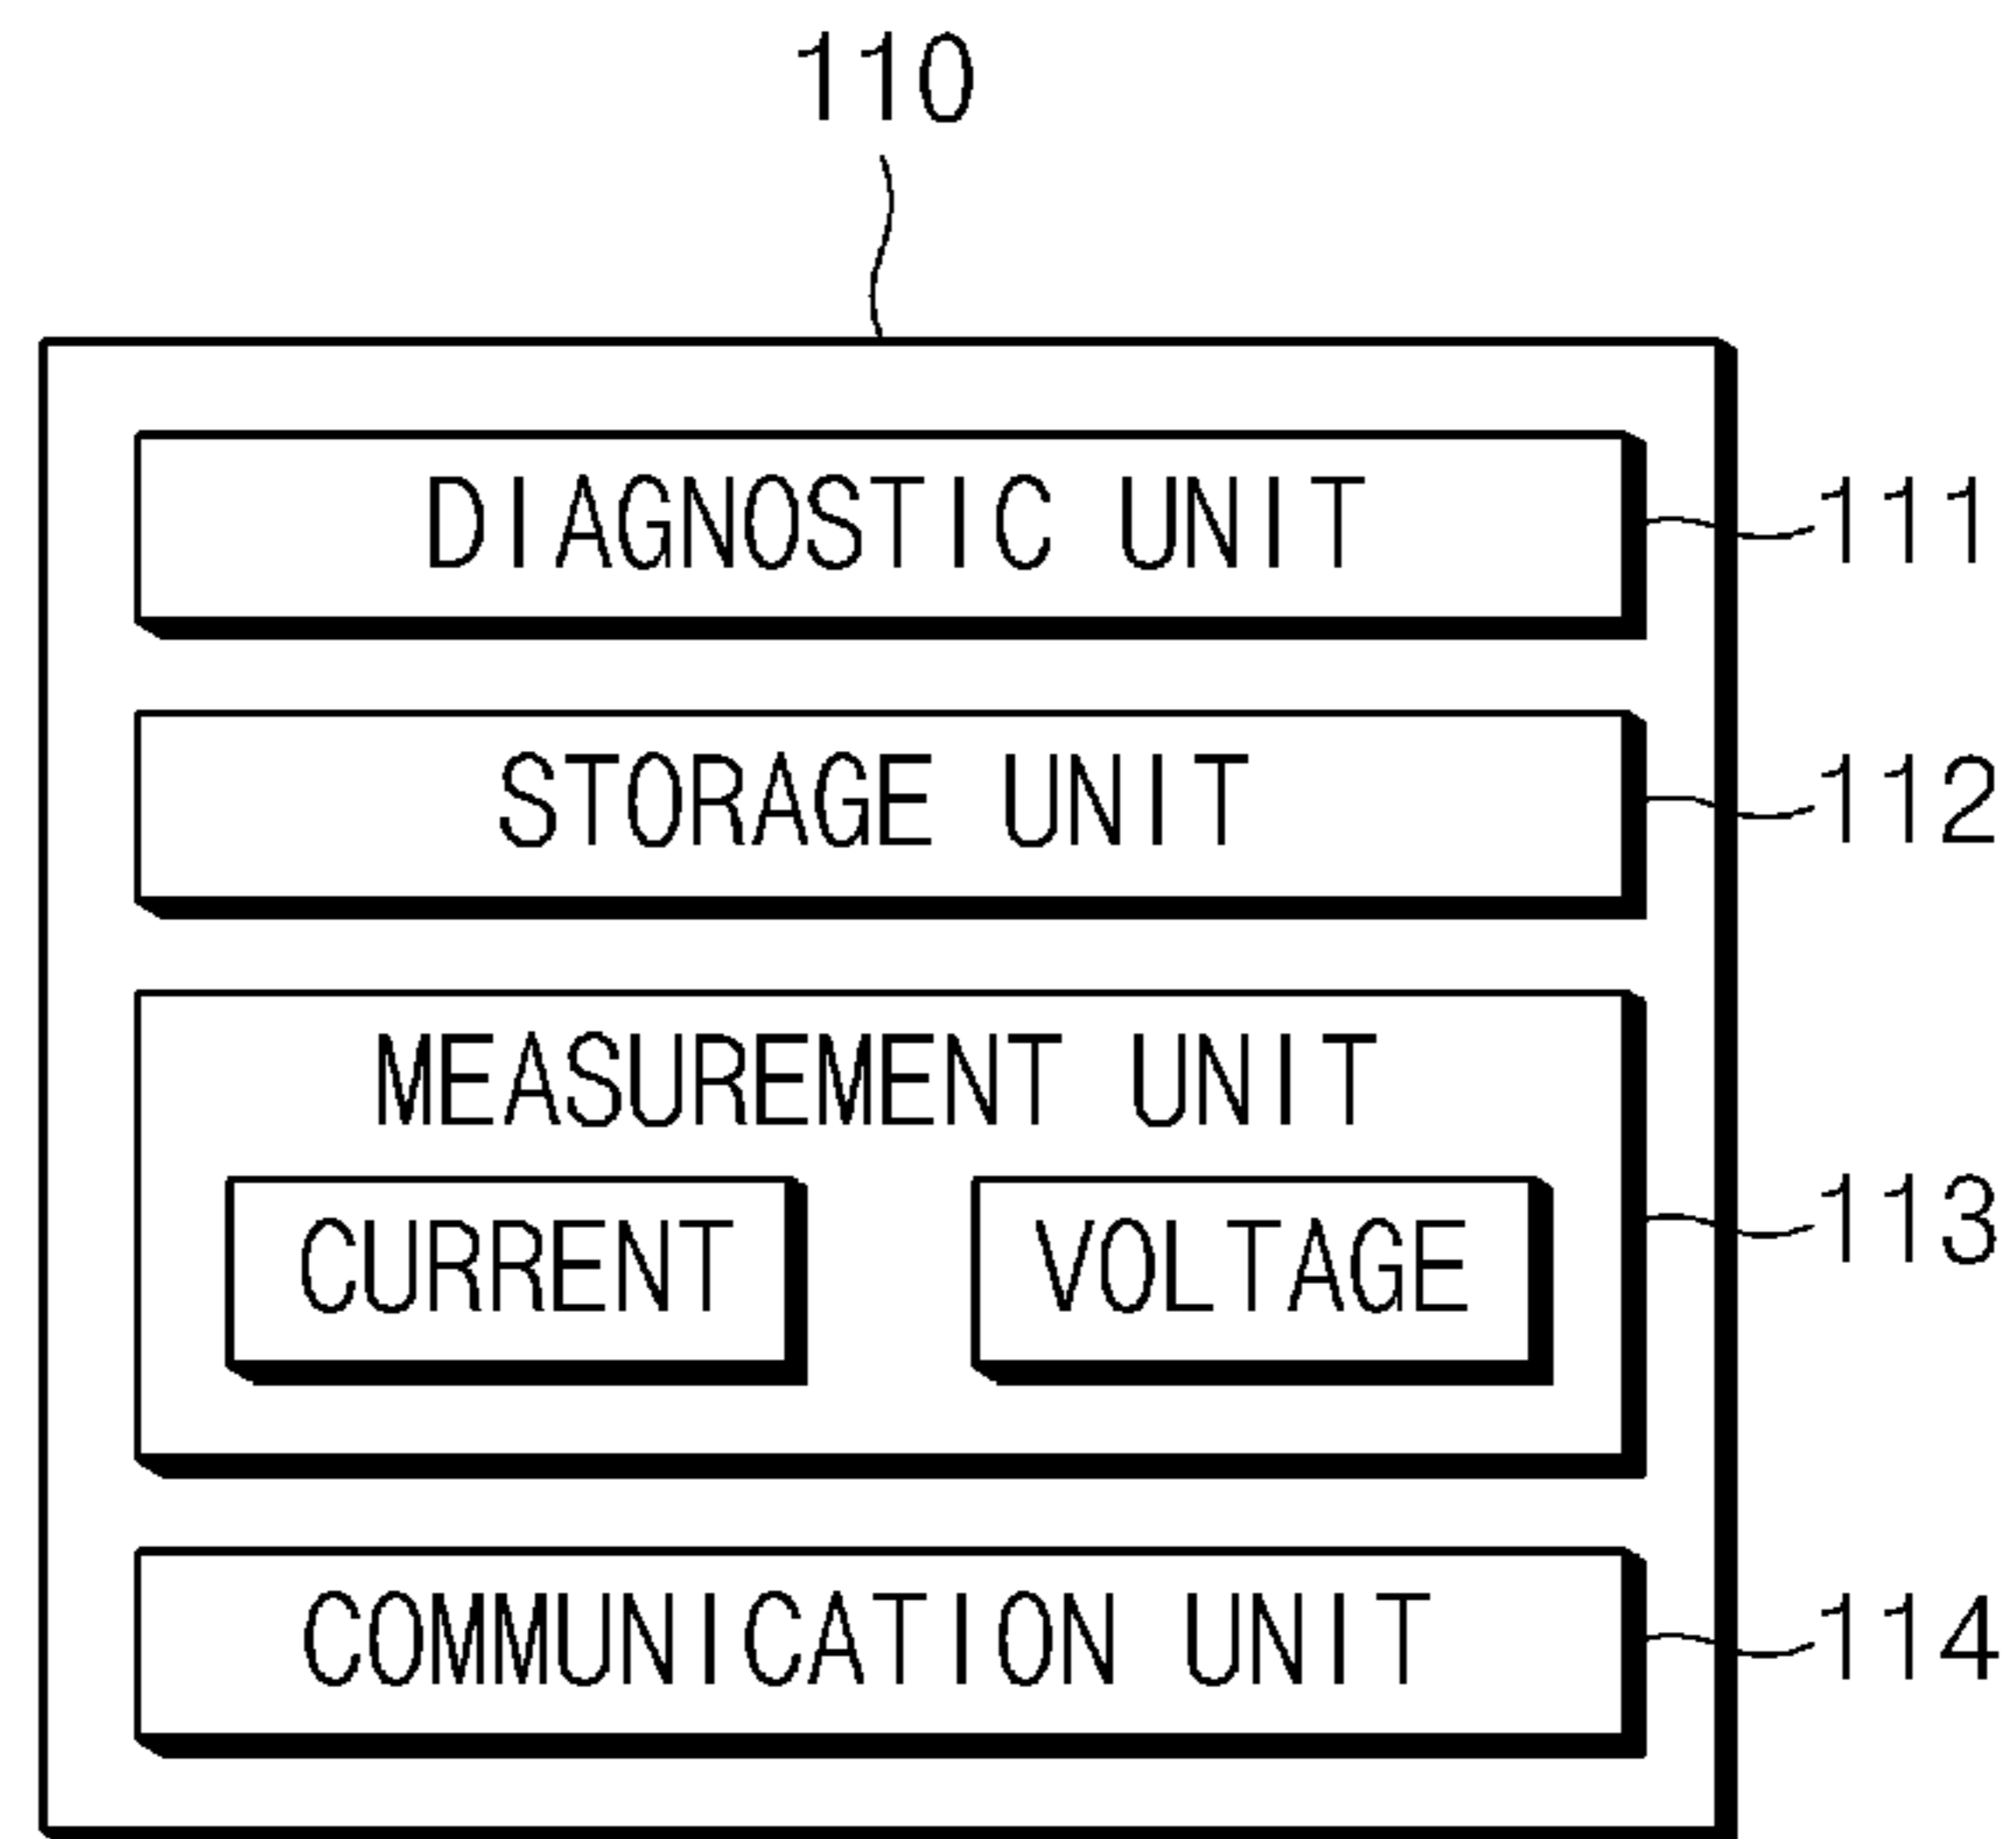 110
DIAGNOSTIC UNIT 111
STORAGE UNIT 112
MEASUREMENT UNIT
113
CURRENT VOLTAGE
COMMUNICATION UNIT 114